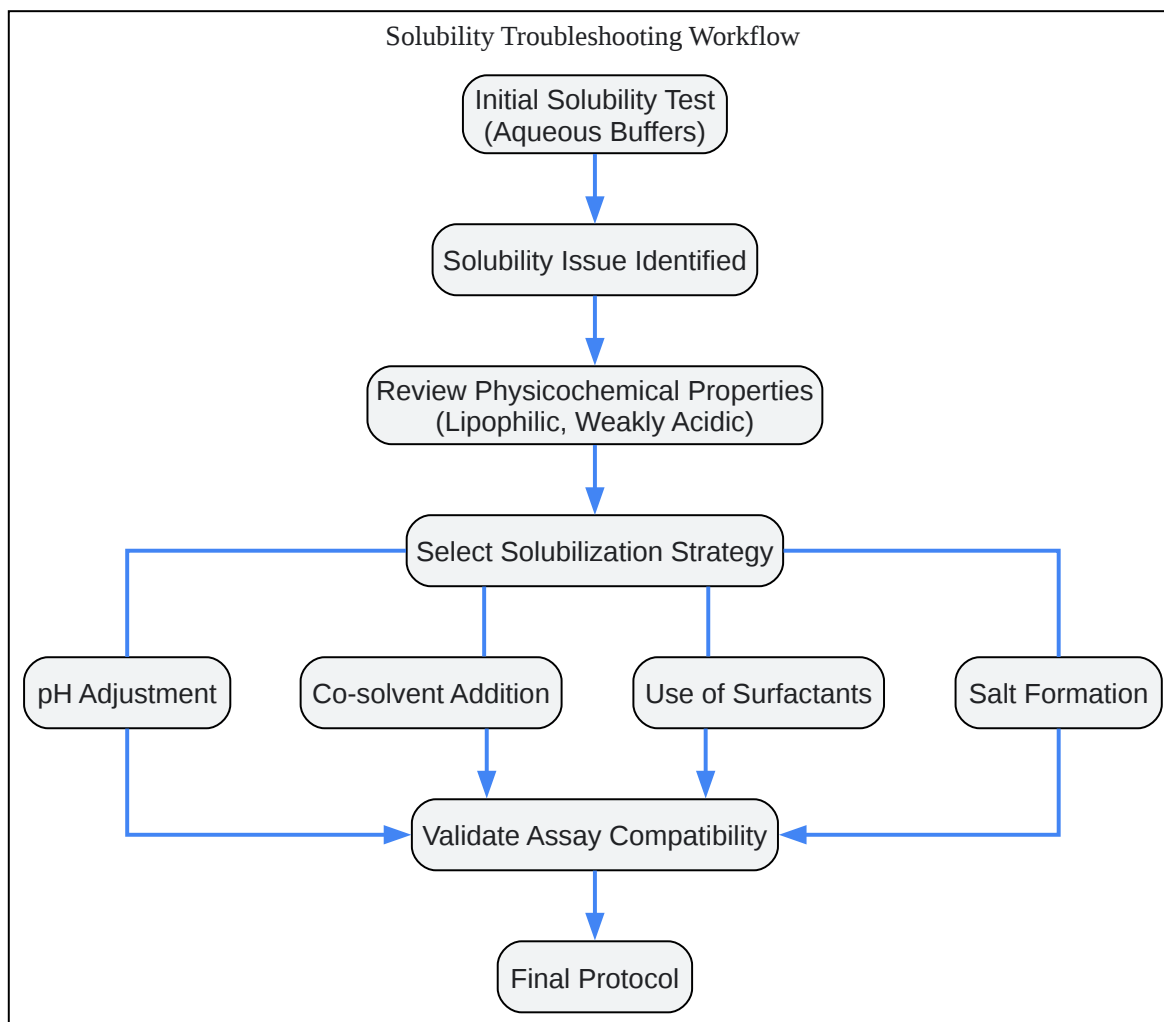 Solubility Troubleshooting Workflow
Initial Solubility Test
(Aqueous Buffers)
Solubility Issue Identified
Review Physicochemical Properties
(Lipophilic, Weakly Acidic)
Select Solubilization Strategy
pH Adjustment
Co-solvent Addition
Use of Surfactants
Salt Formation
Validate Assay Compatibility
Final Protocol